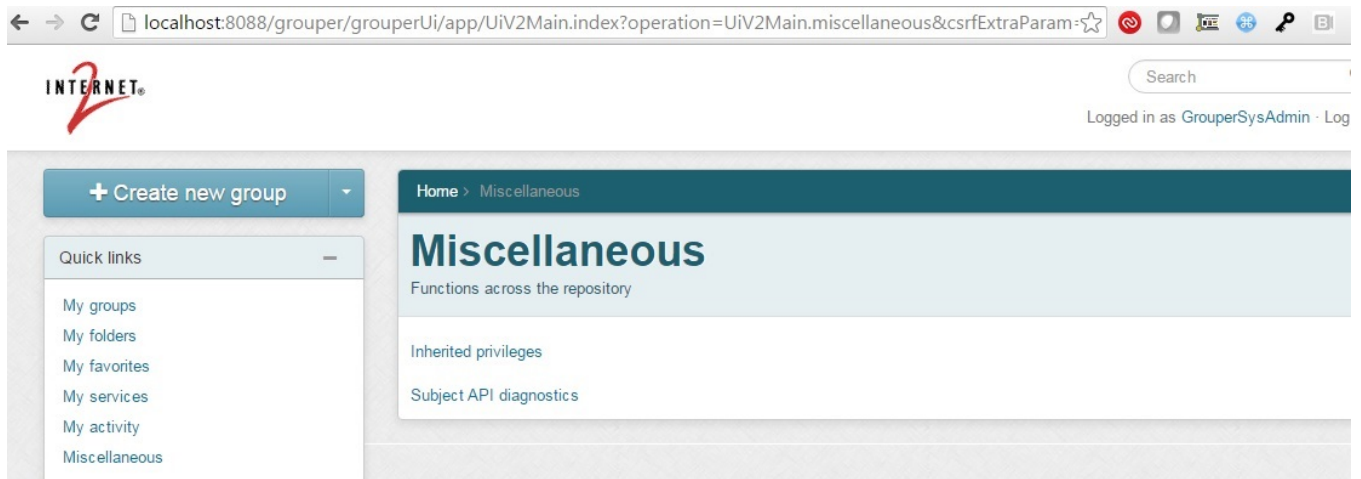 localhost:8088/grouper/grouperUi/app/UiV2Main.index?operation=UiV2Main.miscellaneous&csrfExtraParam=
INTERNET®
2
Search
Logged in as GrouperSysAdmin · Log
+ Create new group
Home > Miscellaneous
Quick links
Miscellaneous
Functions across the repository
My groups
My folders
My favorites
My services
My activity
Miscellaneous
Inherited privileges
Subject API diagnostics